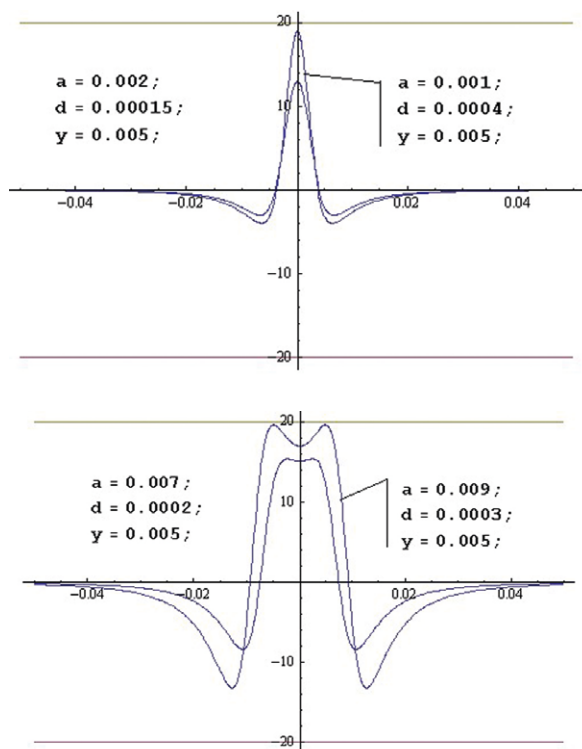 20
a = 0.002;
d = 0.00015;
y = 0.005;
a = 0.001;
d = 0.0004;
y = 0.005;
10
−0.04
−0.02
0.02
0.04
−10
−20
20
a = 0.007;
d = 0.0002;
y = 0.005;
a = 0.009;
d = 0.0003;
y = 0.005;
10
−0.04
−0.02
0.02
0.04
−10
−20